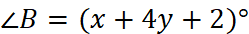 ∠B = (x + 4y + 2)°